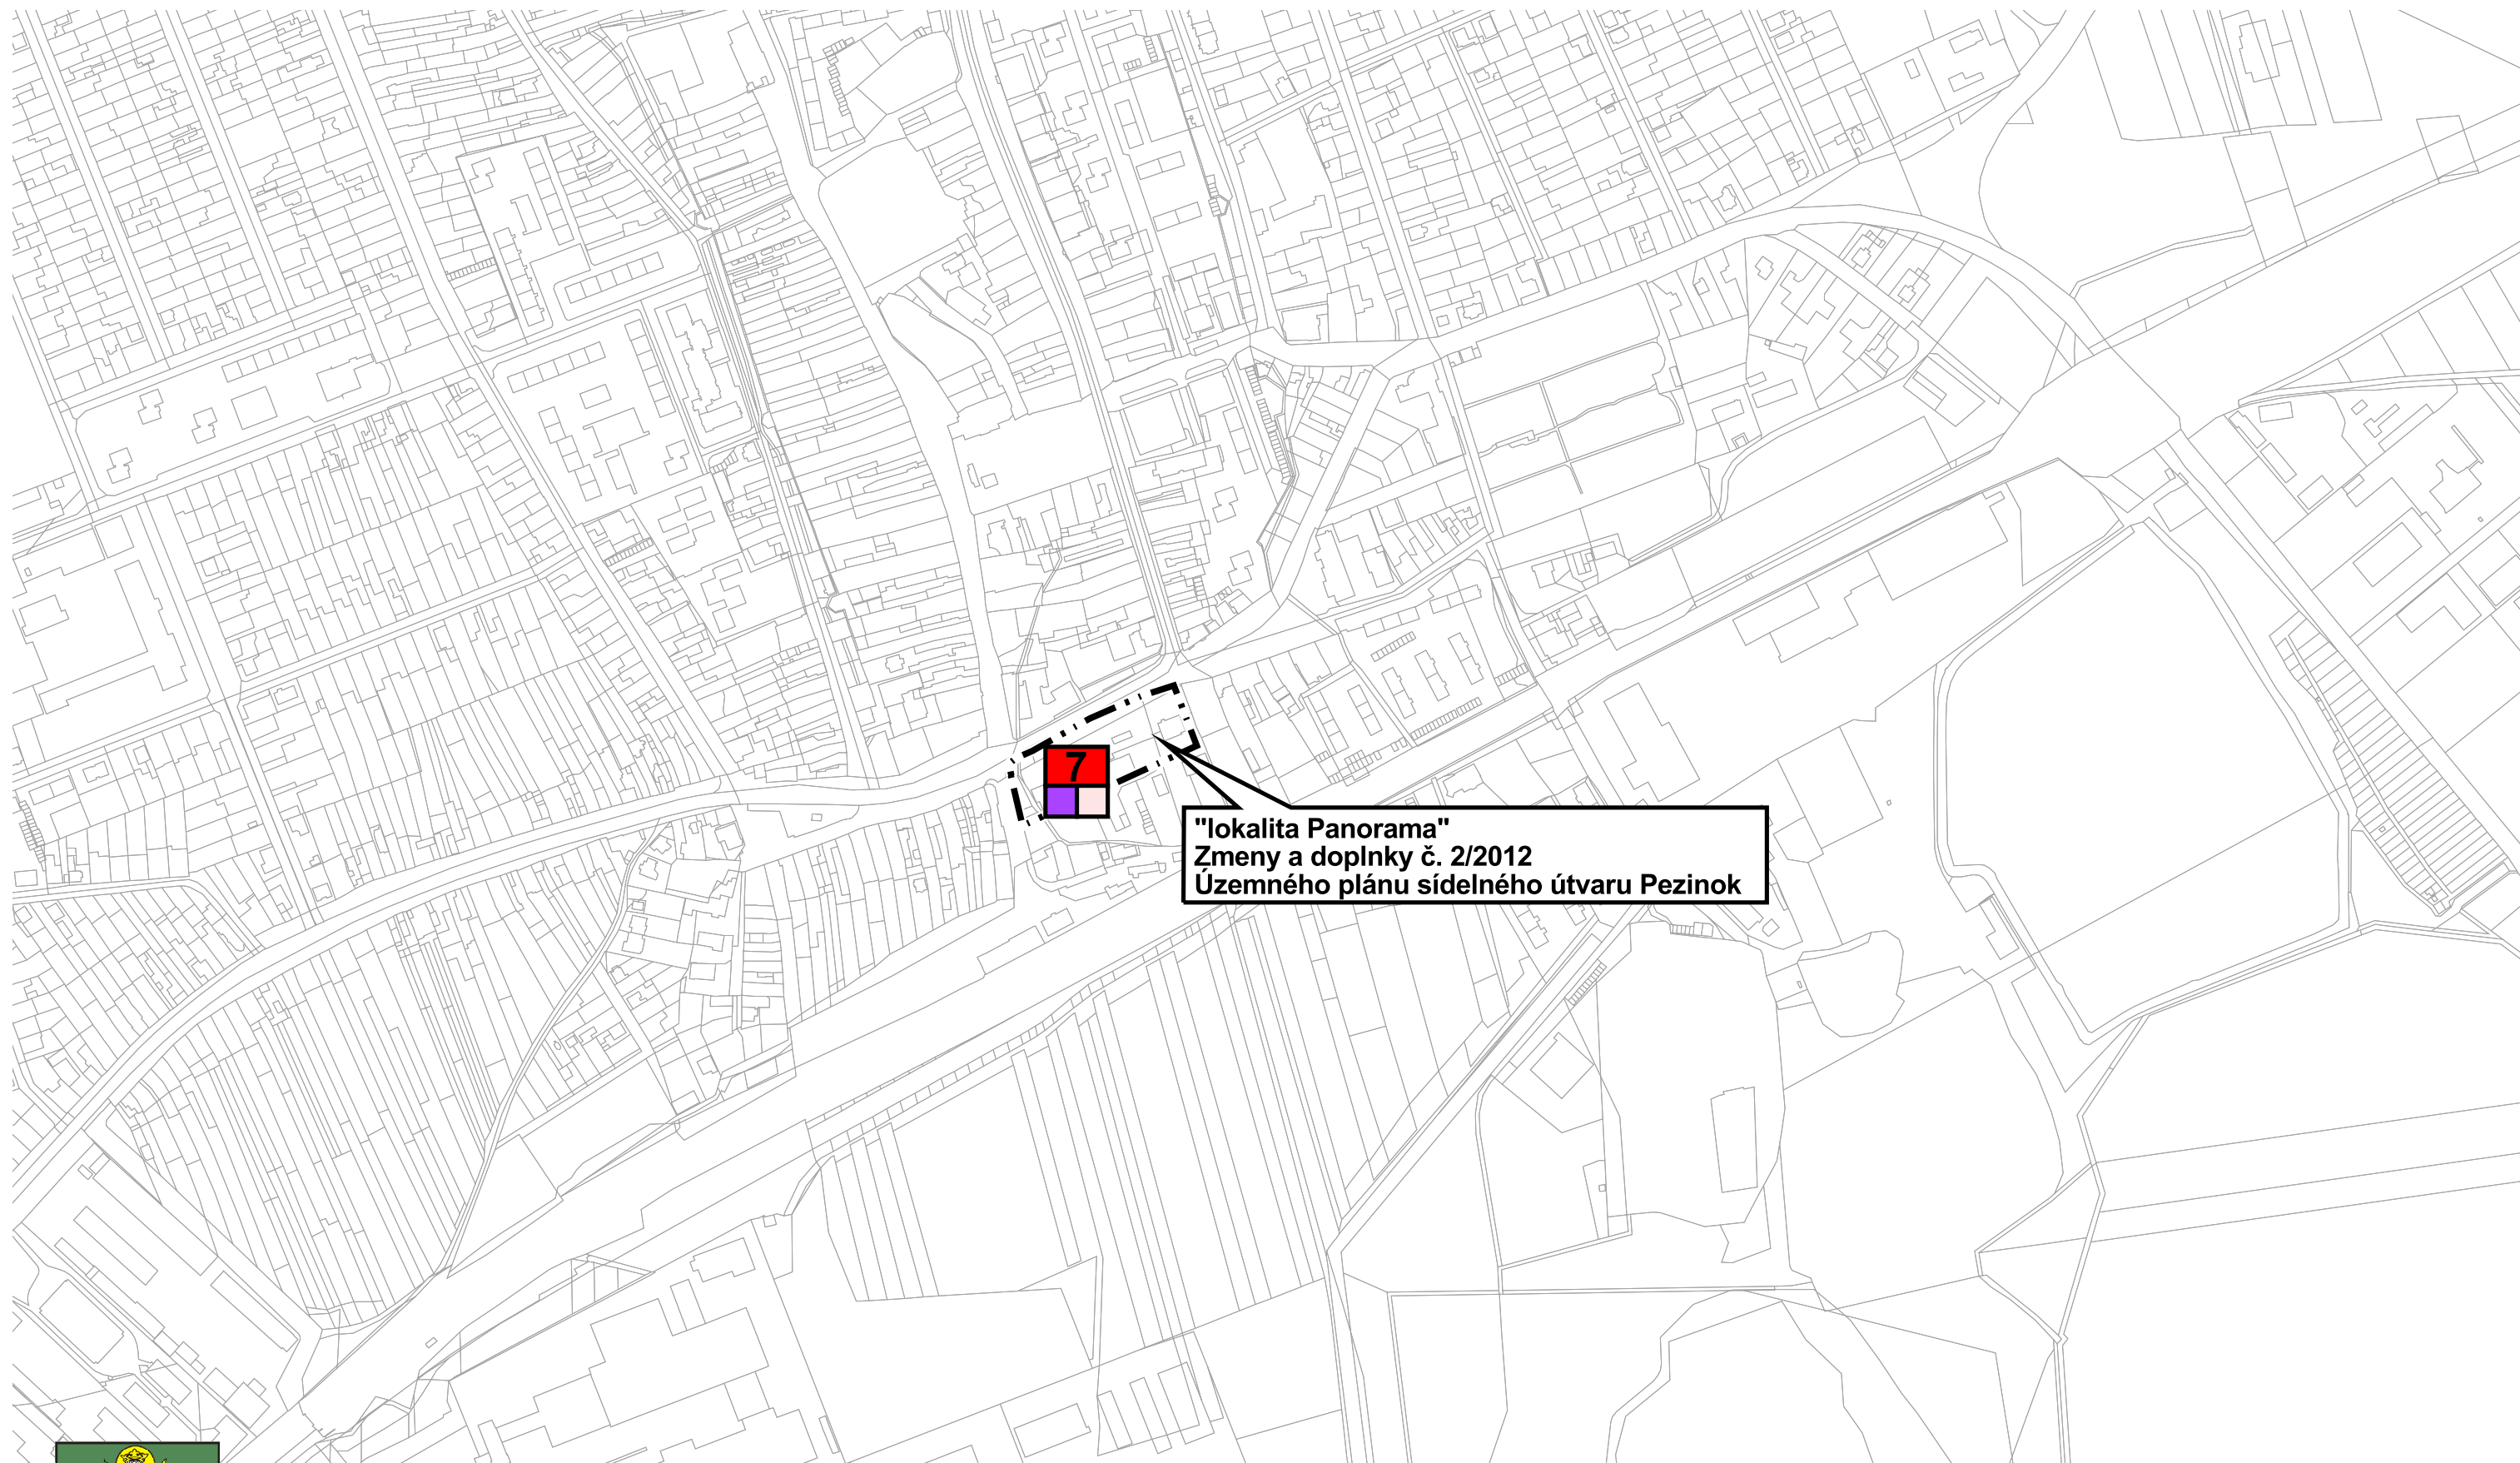 7
"lokalita Panorama"
Zmeny a doplnky č. 2/2012
Územného plánu sídelného útvaru Pezinok